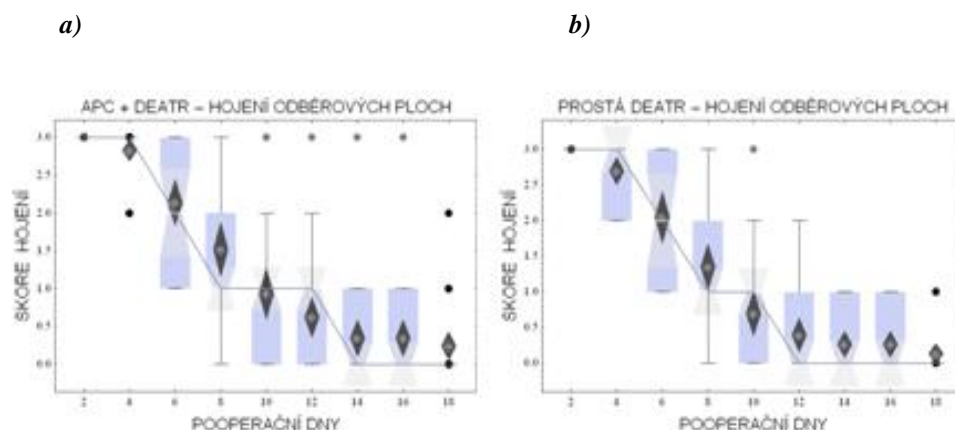 a)
b)
APC + DEATR – HOJENÍ ODBĚROVÝCH PLOCH
3.0
2.5
2.0
1.5
1.0
0.5
0.0
ŠKÓRE HOJENÍ
2 4 6 8 10 12 14 16 18
POOPERAČNÍ DNY
PROSTÁ DEATR – HOJENÍ ODBĚROVÝCH PLOCH
3.0
2.5
2.0
1.5
1.0
0.5
0.0
ŠKÓRE HOJENÍ
2 4 6 8 10 12 14 16 18
POOPERAČNÍ DNY